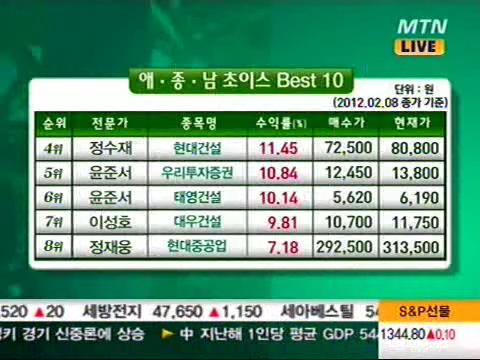 MTN
LIVE
애·종·남 초이스 Best 10
단위 : 원
(2012.02.08 종가 기준)
순위 전문가 종목명 수익률(%) 매수가 현재가
4위 정수재 현대건설 11.45 72,500 80,800
5위 윤준서 우리투자증권 10.84 12,450 13,800
6위 윤준서 태영건설 10.14 5,620 6,190
7위 이성호 대우건설 9.81 10,700 11,750
8위 정재웅 현대중공업 7.18 292,500 313,500
520 ▲20 세방전지 47,650 ▲1,150 세아베스틸 54 S&P선물
경기 신중론에 상승 ▶ 中 지난해 1인당 평균 GDP 54 1344.80 ▲0.10